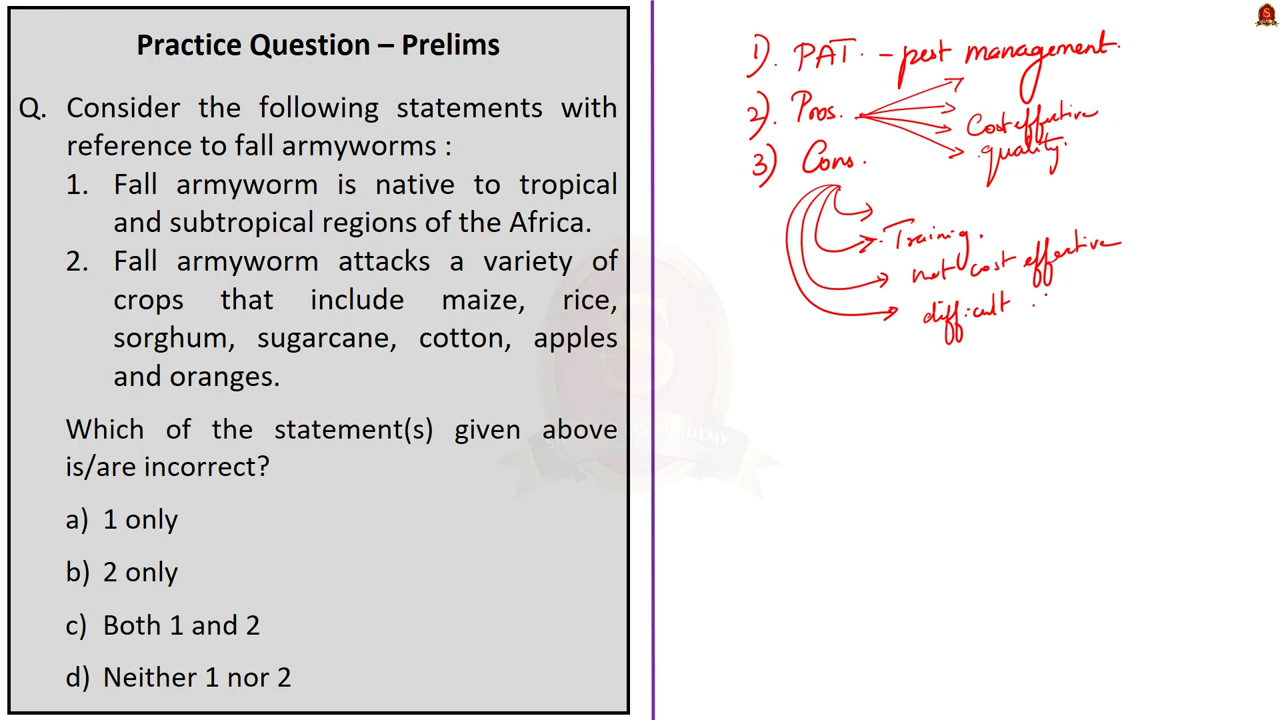 Practice Question – Prelims
Q. Consider the following statements with
reference to fall armyworms :
1. Fall armyworm is native to tropical
and subtropical regions of the Africa.
2. Fall armyworm attacks a variety of
crops that include maize, rice,
sorghum, sugarcane, cotton, apples
and oranges.
Which of the statement(s) given above
is/are incorrect?
a) 1 only
b) 2 only
c) Both 1 and 2
d) Neither 1 nor 2
1). PAT. – pest management.
2). Pros.
Cost effective
quality.
3) Cons.
Training.
not cost effective
difficult